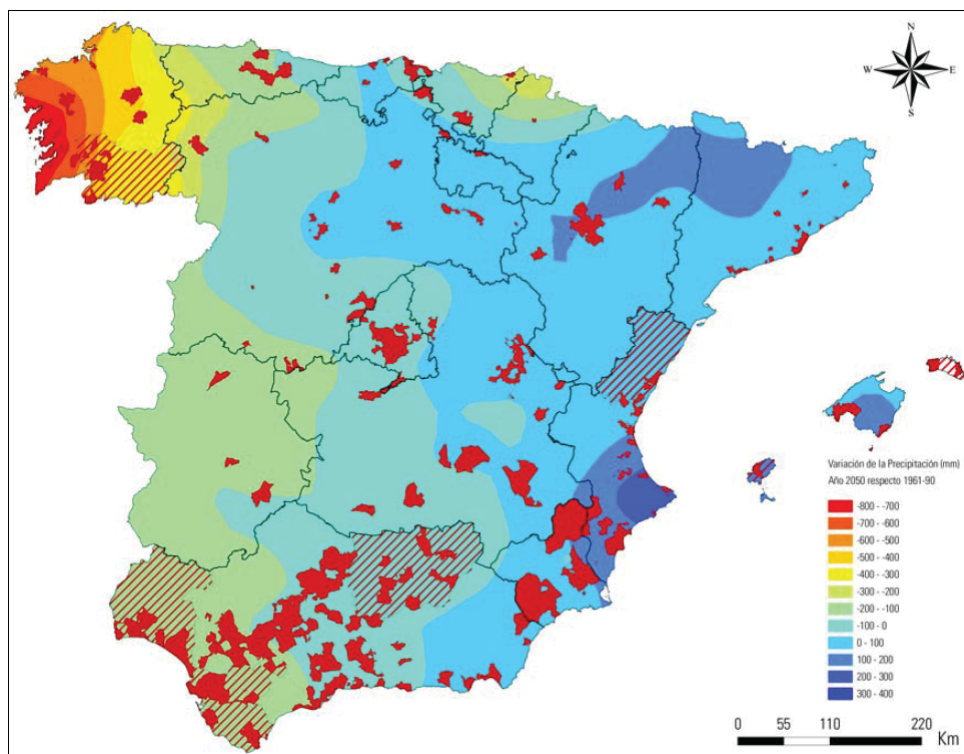 N
W E
S
Variación de la Precipitación (mm)
Año 2050 respecto 1961-90
-800 - -700
-700 - -600
-600 - -500
-500 - -400
-400 - -300
-300 - -200
-200 - -100
-100 - 0
0 - 100
100 - 200
200 - 300
300 - 400
0 55 110 220
Km